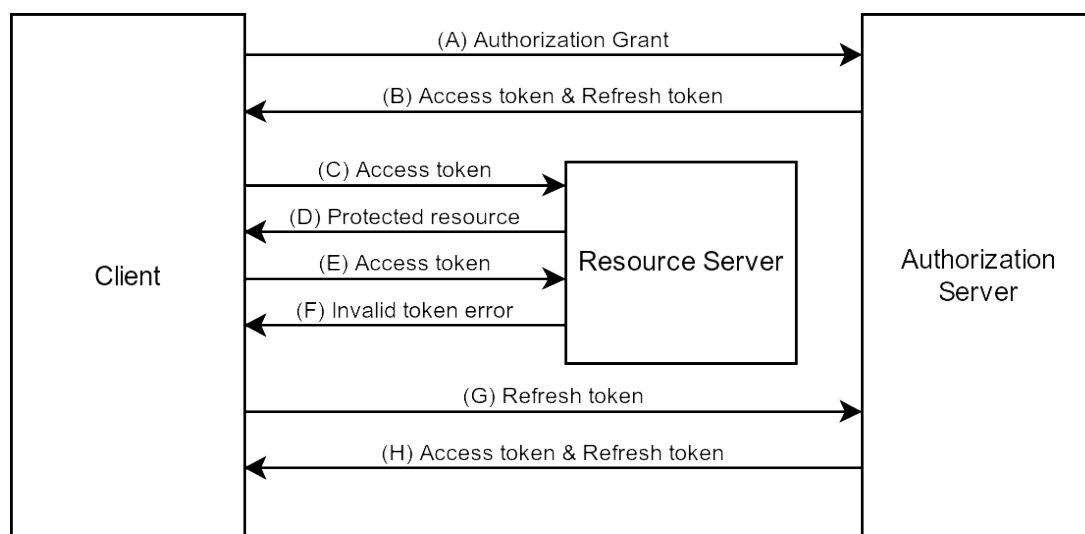 (A) Authorization Grant
(B) Access token & Refresh token
(C) Access token
(D) Protected resource
(E) Access token
(F) Invalid token error
(G) Refresh token
(H) Access token & Refresh token
Client
Resource Server
Authorization
Server